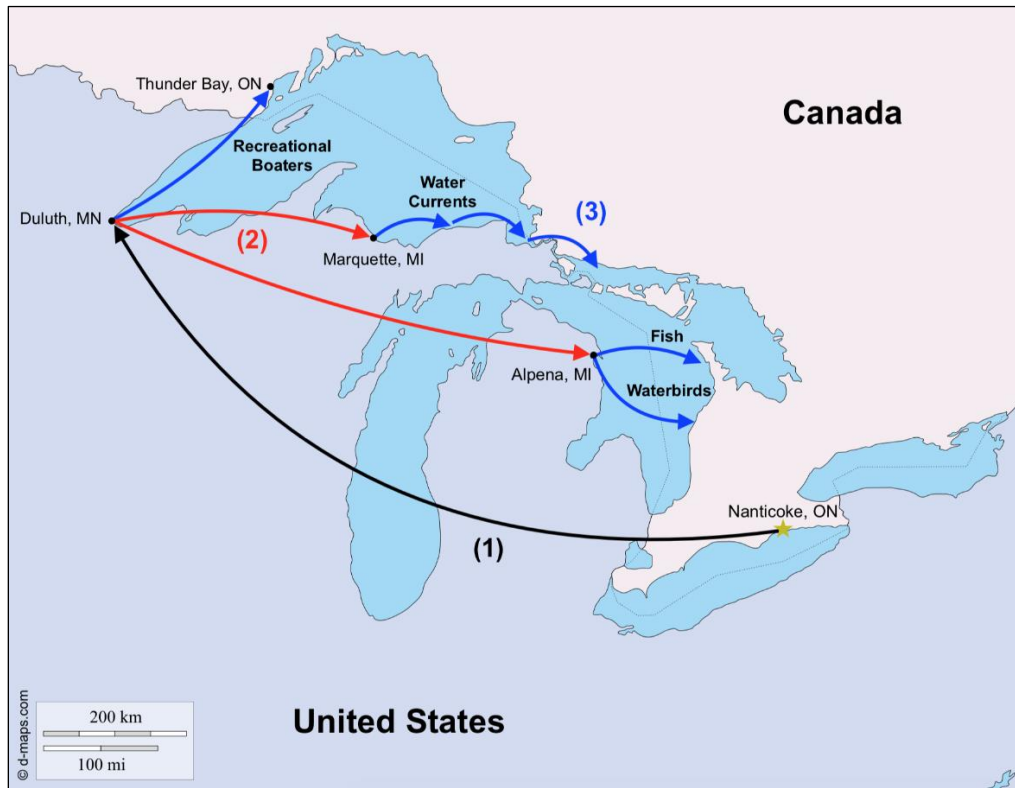 Thunder Bay, ON
Canada
Recreational
Boaters
Water
Currents
(3)
Duluth, MN
(2)
Marquette, MI
Fish
Alpena, MI
Waterbirds
Nanticoke, ON
(1)
United States
200 km
100 mi
© d-maps.com